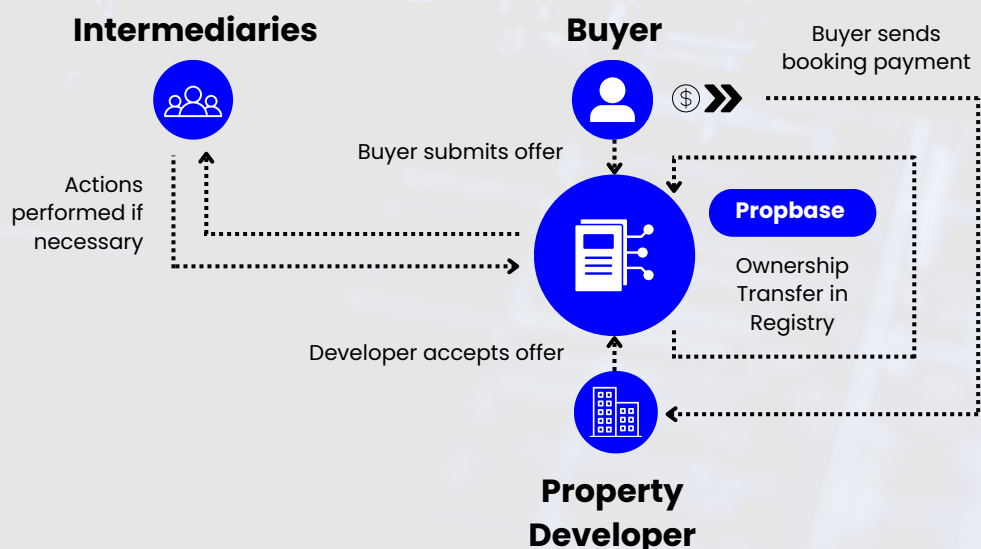 Intermediaries
Buyer
Buyer sends
booking payment
$
Buyer submits offer
Actions
performed if
necessary
Propbase
Ownership
Transfer in
Registry
Developer accepts offer
Property
Developer